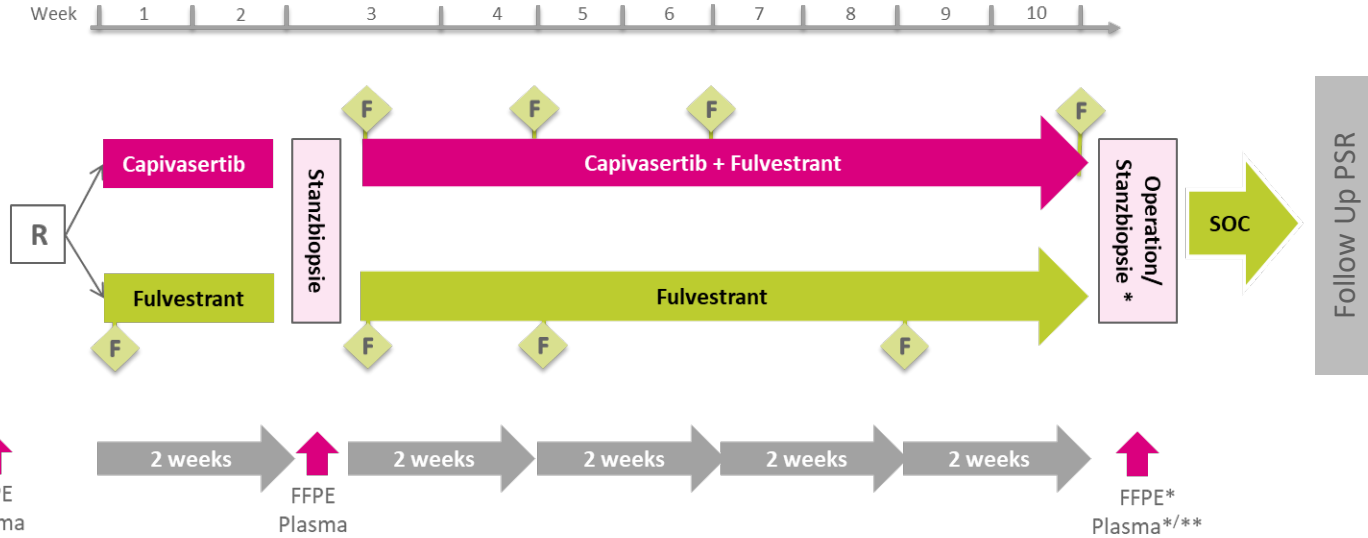 Week 1 2 3 4 5 6 7 8 9 10
F F F F
Capivasertib
Capivasertib + Fulvestrant
R
Stanzbiopsie
Operation/
Stanzbiopsie *
SOC
Follow Up PSR
Fulvestrant
Fulvestrant
F F F F
2 weeks 2 weeks 2 weeks 2 weeks 2 weeks
FFPE
Plasma
FFPE*
Plasma*/**